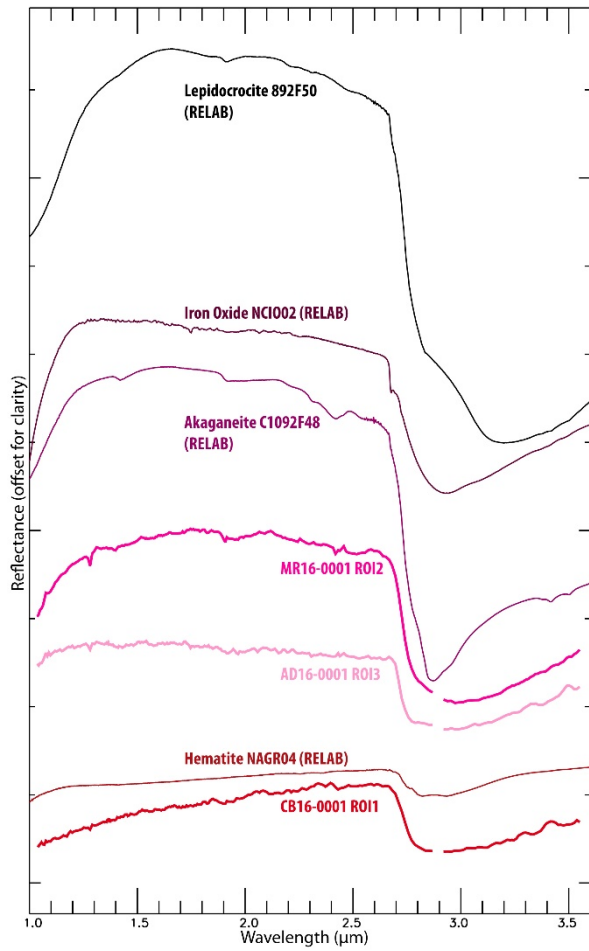 Lepidocrocite 892F50
(RELAB)
Iron Oxide NCIO02 (RELAB)
Akaganeite C1092F48
(RELAB)
MR16-0001 ROI2
AD16-0001 ROI3
Hematite NAGR04 (RELAB)
CB16-0001 ROI1
Reflectance (offset for clarity)
1.0 1.5 2.0 2.5 3.0 3.5
Wavelength (µm)